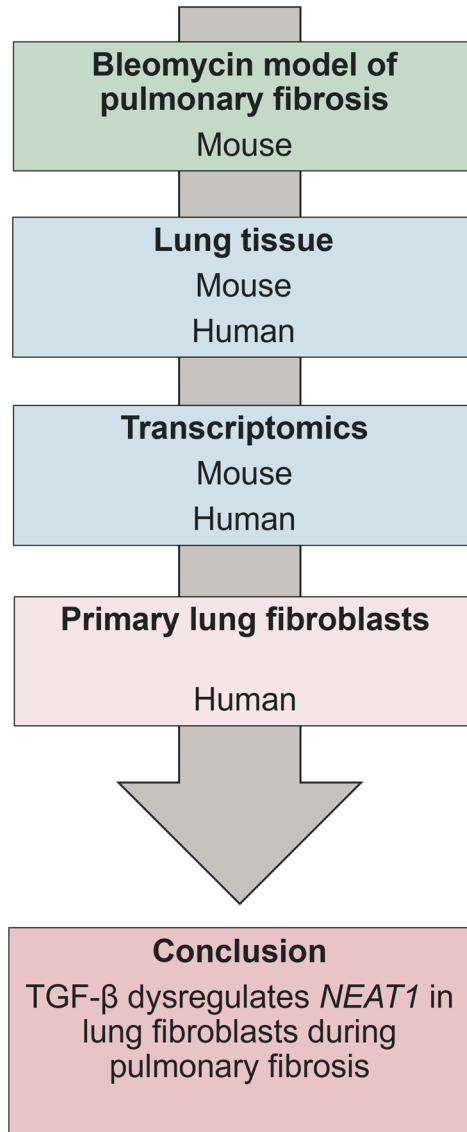 Bleomycin model of
pulmonary fibrosis
Mouse
Lung tissue
Mouse
Human
Transcriptomics
Mouse
Human
Primary lung fibroblasts
Human
Conclusion
TGF-β dysregulates NEAT1 in
lung fibroblasts during
pulmonary fibrosis